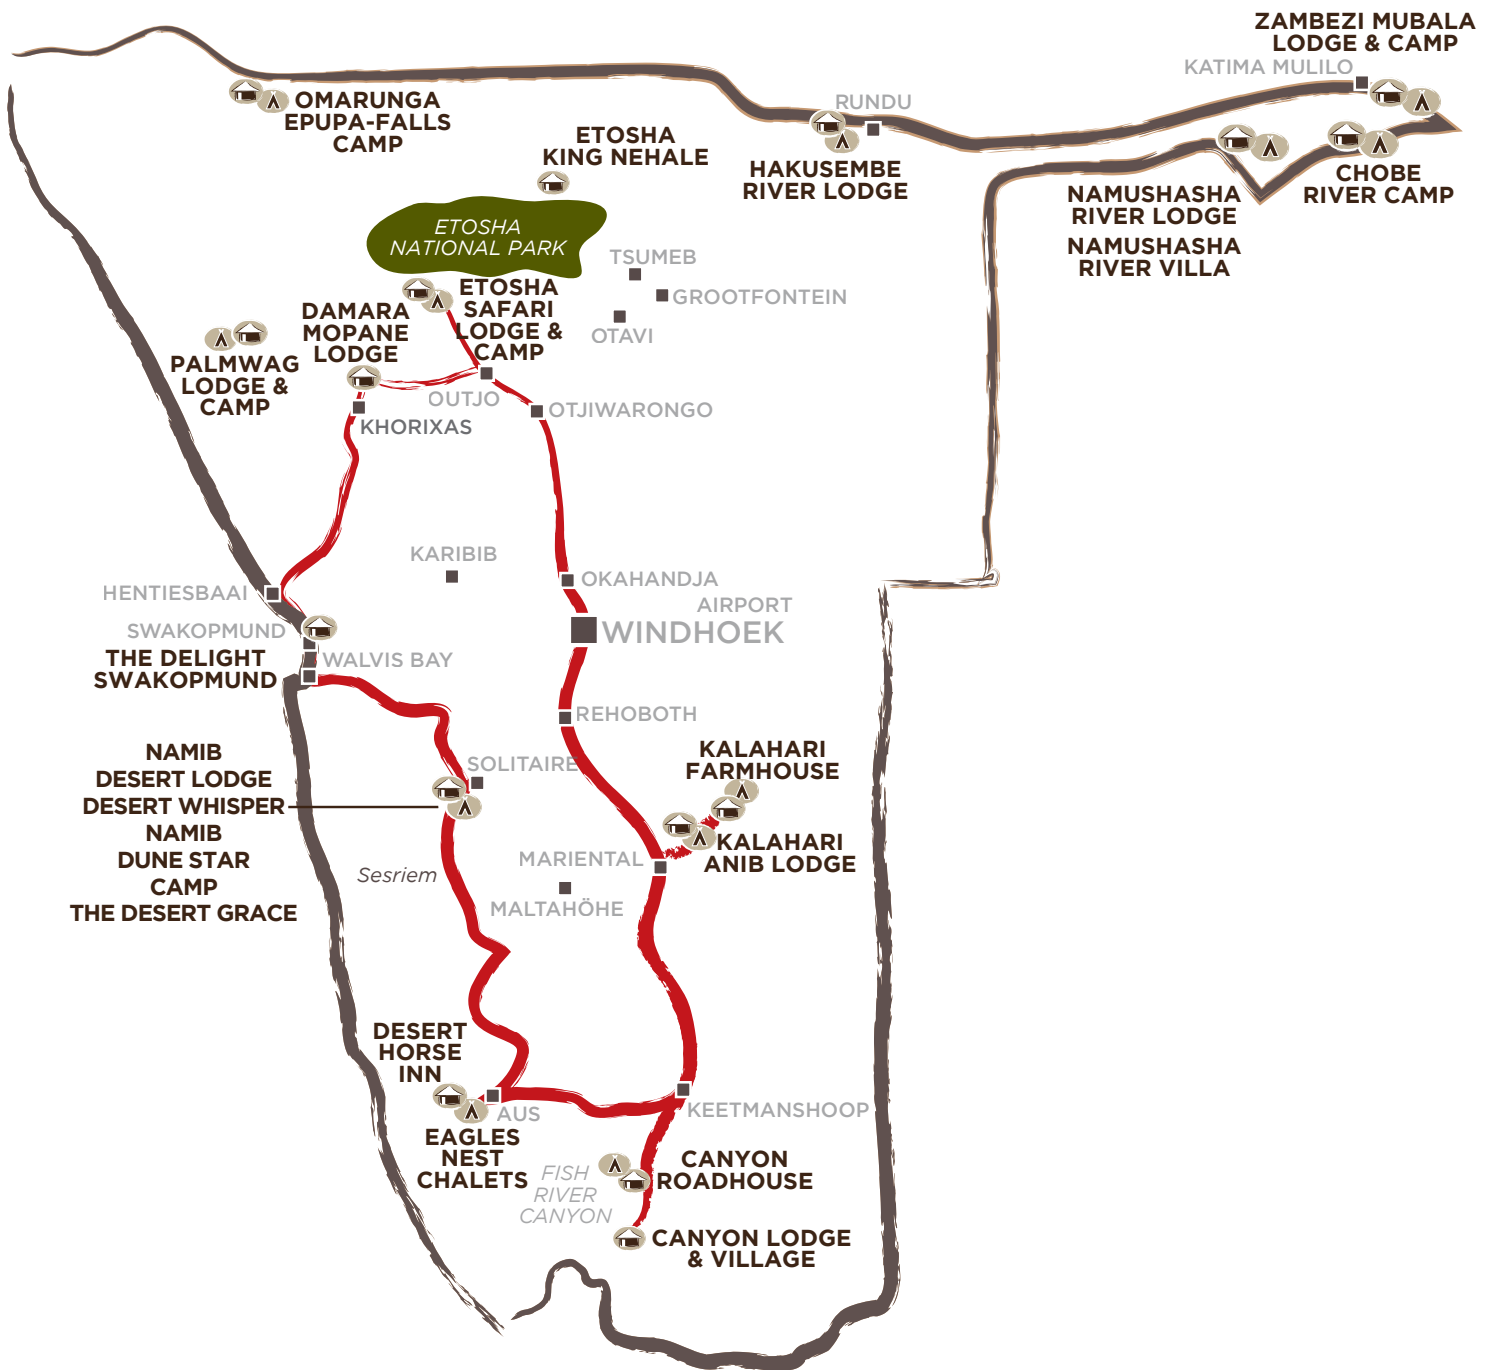 ZAMBEZI MUBALA
LODGE & CAMP
KATIMA MULILO
OMARUNGA
EPUPA-FALLS
CAMP
RUNDU
ETOSHA
KING NEHALE
HAKUSEMBE
RIVER LODGE
CHOBE
RIVER CAMP
NAMUSHASHA
RIVER LODGE
NAMUSHASHA
RIVER VILLA
ETOSHA
NATIONAL PARK
TSUMEB
GROOTFONTEIN
OTAVI
ETOSHA
SAFARI
LODGE &
CAMP
DAMARA
MOPANE
LODGE
PALMWAG
LODGE &
CAMP
OUTJO
OTJIWARONGO
KHORIXAS
KARIBIB
OKAHANDJA
HENTIESBAAI
AIRPORT
WINDHOEK
SWAKOPMUND
THE DELIGHT
SWAKOPMUND
WALVIS BAY
REHOBOTH
NAMIB
DESERT LODGE
DESERT WHISPER
NAMIB
DUNE STAR
CAMP
THE DESERT GRACE
SOLITAIRE
KALAHARI
FARMHOUSE
KALAHARI
ANIB LODGE
MARIENTAL
Sesriem
MALTAHÖHE
DESERT
HORSE
INN
AUS
KEETMANSHOOP
EAGLES
NEST
CHALETS
FISH
RIVER
CANYON
CANYON
ROADHOUSE
CANYON LODGE
& VILLAGE